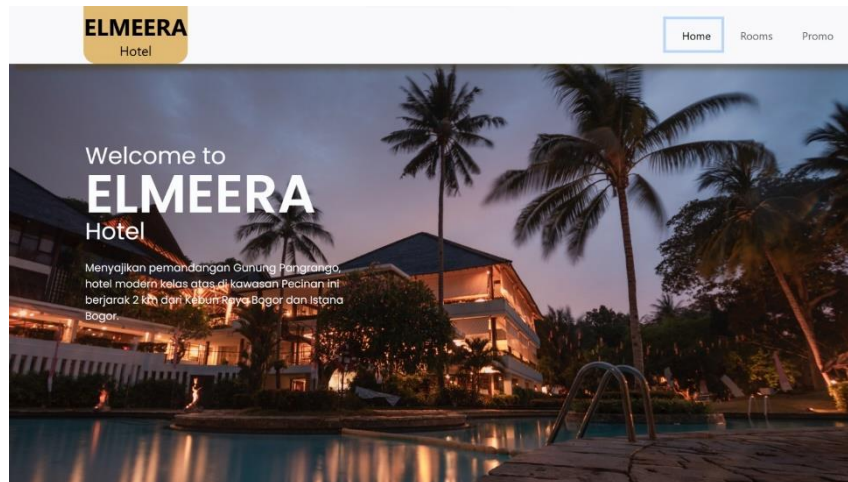 ELMEERA
Hotel
Home Rooms Promo
Welcome to
ELMEERA
Hotel
Menyajikan pemandangan Gunung Pangrango,
hotel modern kelas atas di kawasan Pecinan ini
berjarak 2 km dari Kebun Raya Bogor dan Istana
Bogor.